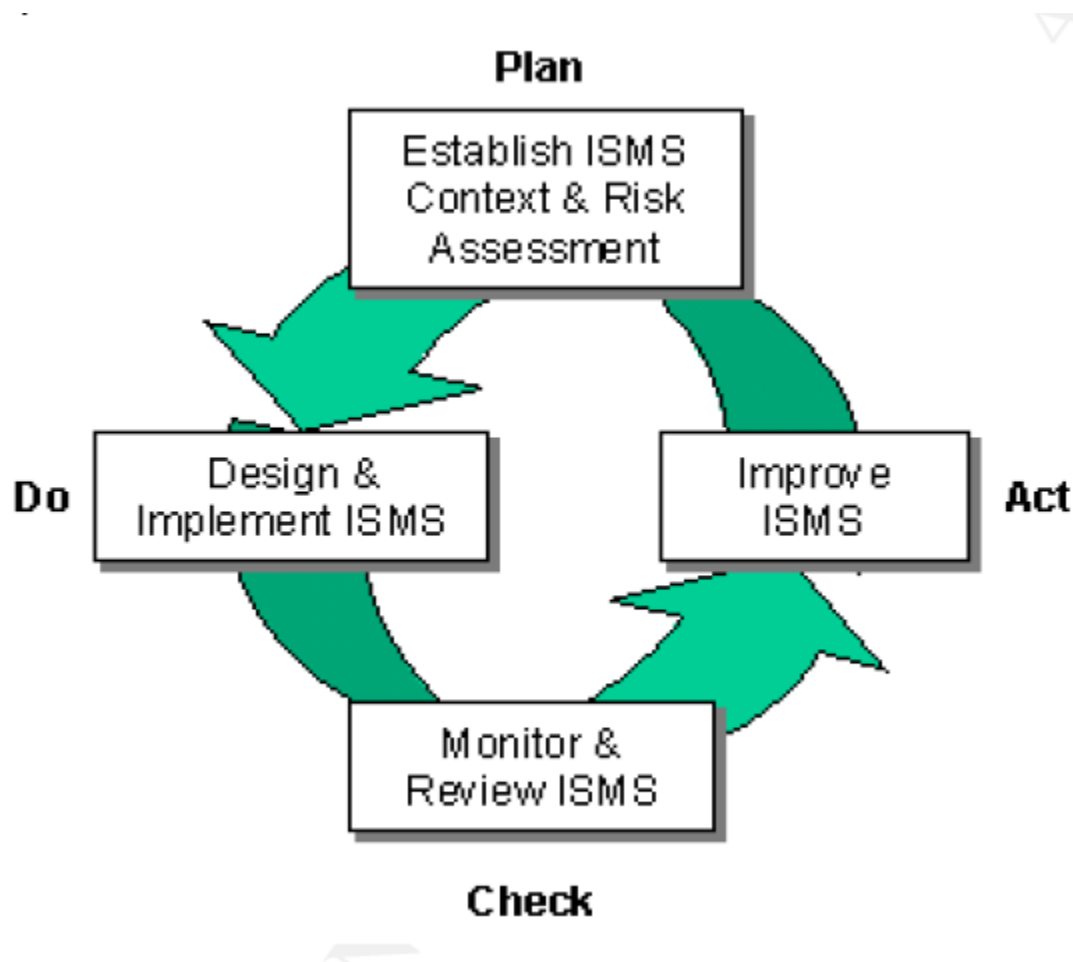 Plan
Establish ISMS
Context & Risk
Assessment
Do
Design &
Implement ISMS
Improve
ISMS
Act
Monitor &
Review ISMS
Check